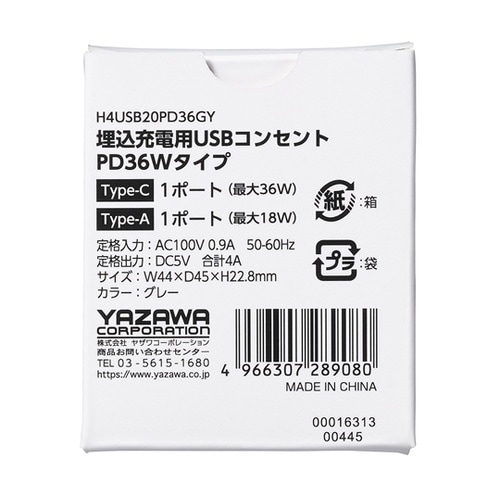 H4USB20PD36GY
埋込充電用USBコンセント
PD36Wタイプ
Type-C 1ポート(最大36W)
Type-A 1ポート(最大18W)
紙:箱
プラ:袋
定格入力:AC100V 0.9A 50-60Hz
定格出力:DC5V 合計4A
サイズ:W44×D45×H22.8mm
カラー:グレー
YAZAWA
CORPORATION
株式会社 ヤザワコーポレーション
商品お問い合わせセンター
TEL 03-5615-1680
https://www.yazawa.co.jp
4 966307 289080
MADE IN CHINA
00016313
00445